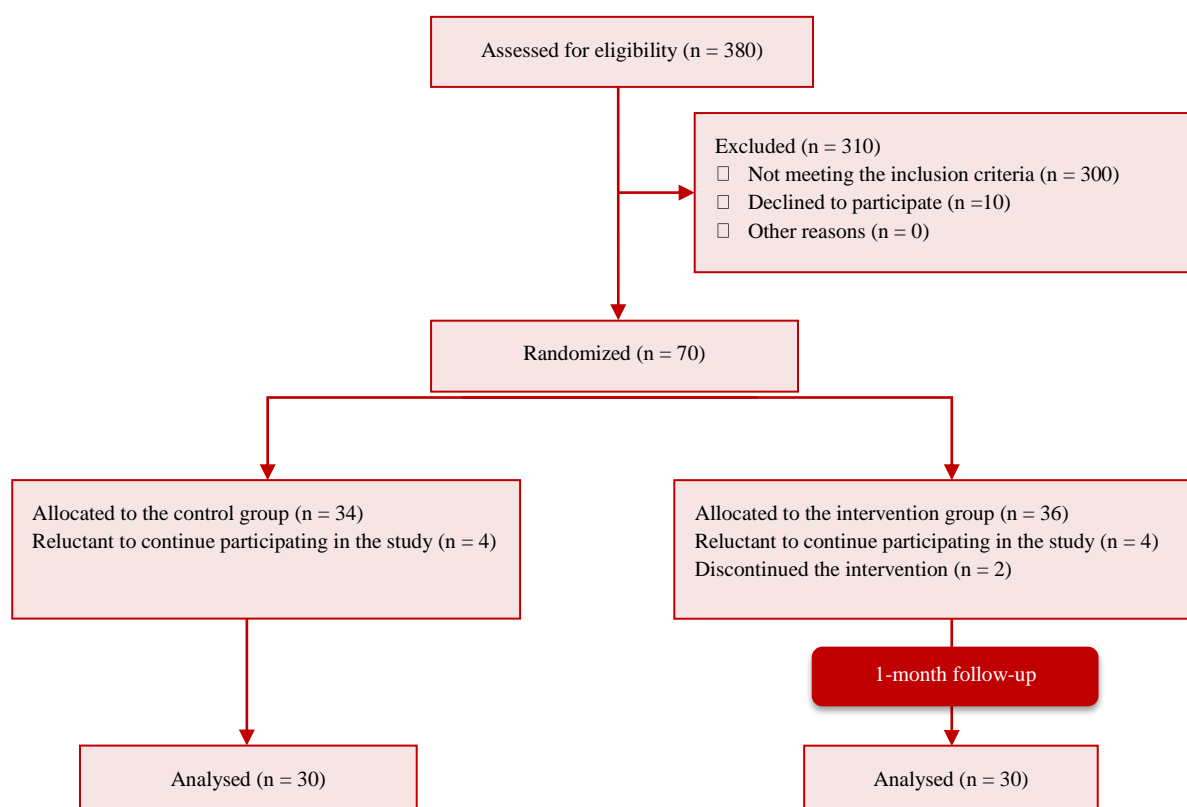 Assessed for eligibility (n = 380)
Excluded (n = 310)
Not meeting the inclusion criteria (n = 300)
Declined to participate (n =10)
Other reasons (n = 0)
Randomized (n = 70)
Allocated to the control group (n = 34)
Reluctant to continue participating in the study (n = 4)
Allocated to the intervention group (n = 36)
Reluctant to continue participating in the study (n = 4)
Discontinued the intervention (n = 2)
1-month follow-up
Analysed (n = 30)
Analysed (n = 30)